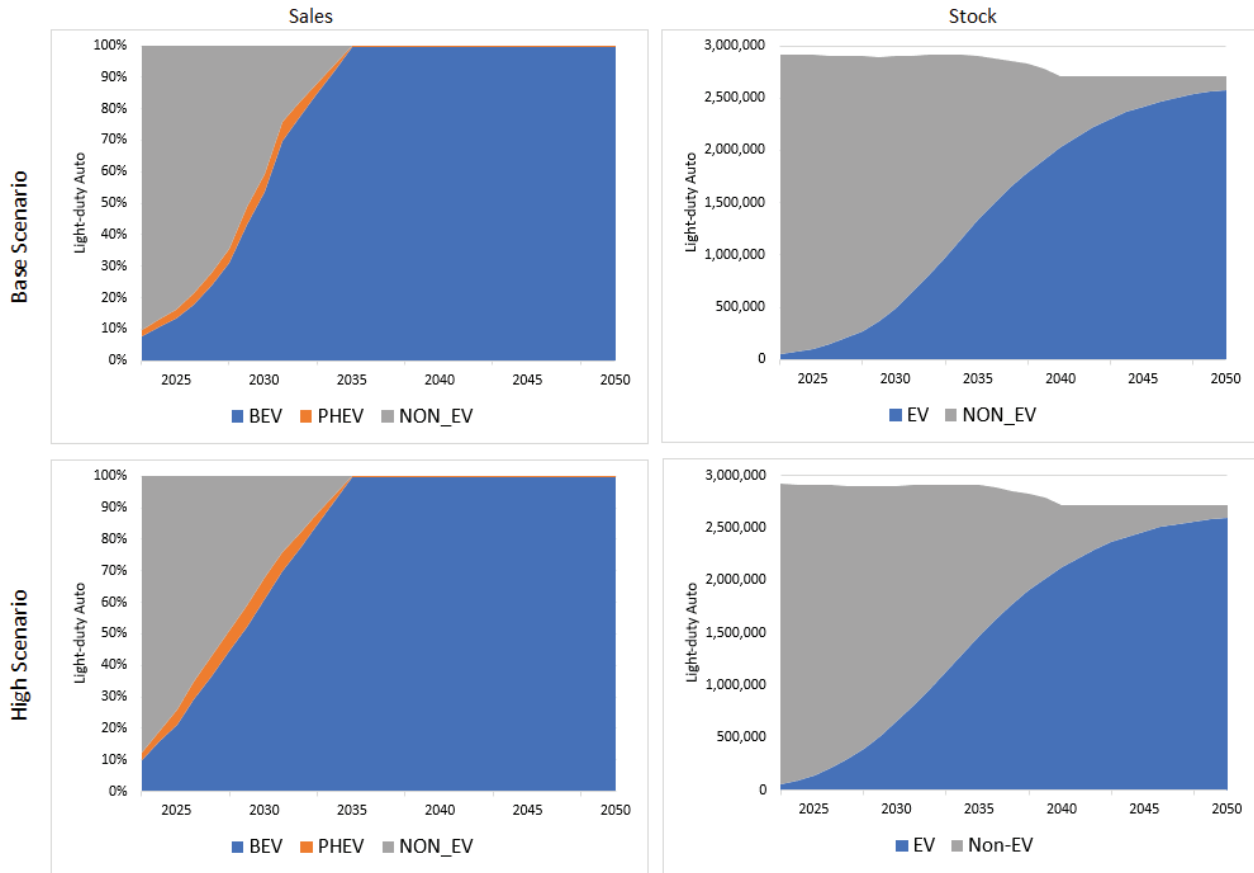 Sales
Stock
Base Scenario
High Scenario
Light-duty Auto
100%
90%
80%
70%
60%
50%
40%
30%
20%
10%
0%
2025 2030 2035 2040 2045 2050
BEV PHEV NON_EV
Light-duty Auto
3,000,000
2,500,000
2,000,000
1,500,000
1,000,000
500,000
0
2025 2030 2035 2040 2045 2050
EV NON_EV
Light-duty Auto
100%
90%
80%
70%
60%
50%
40%
30%
20%
10%
0%
2025 2030 2035 2040 2045 2050
BEV PHEV NON_EV
Light-duty Auto
3,000,000
2,500,000
2,000,000
1,500,000
1,000,000
500,000
0
2025 2030 2035 2040 2045 2050
EV Non-EV